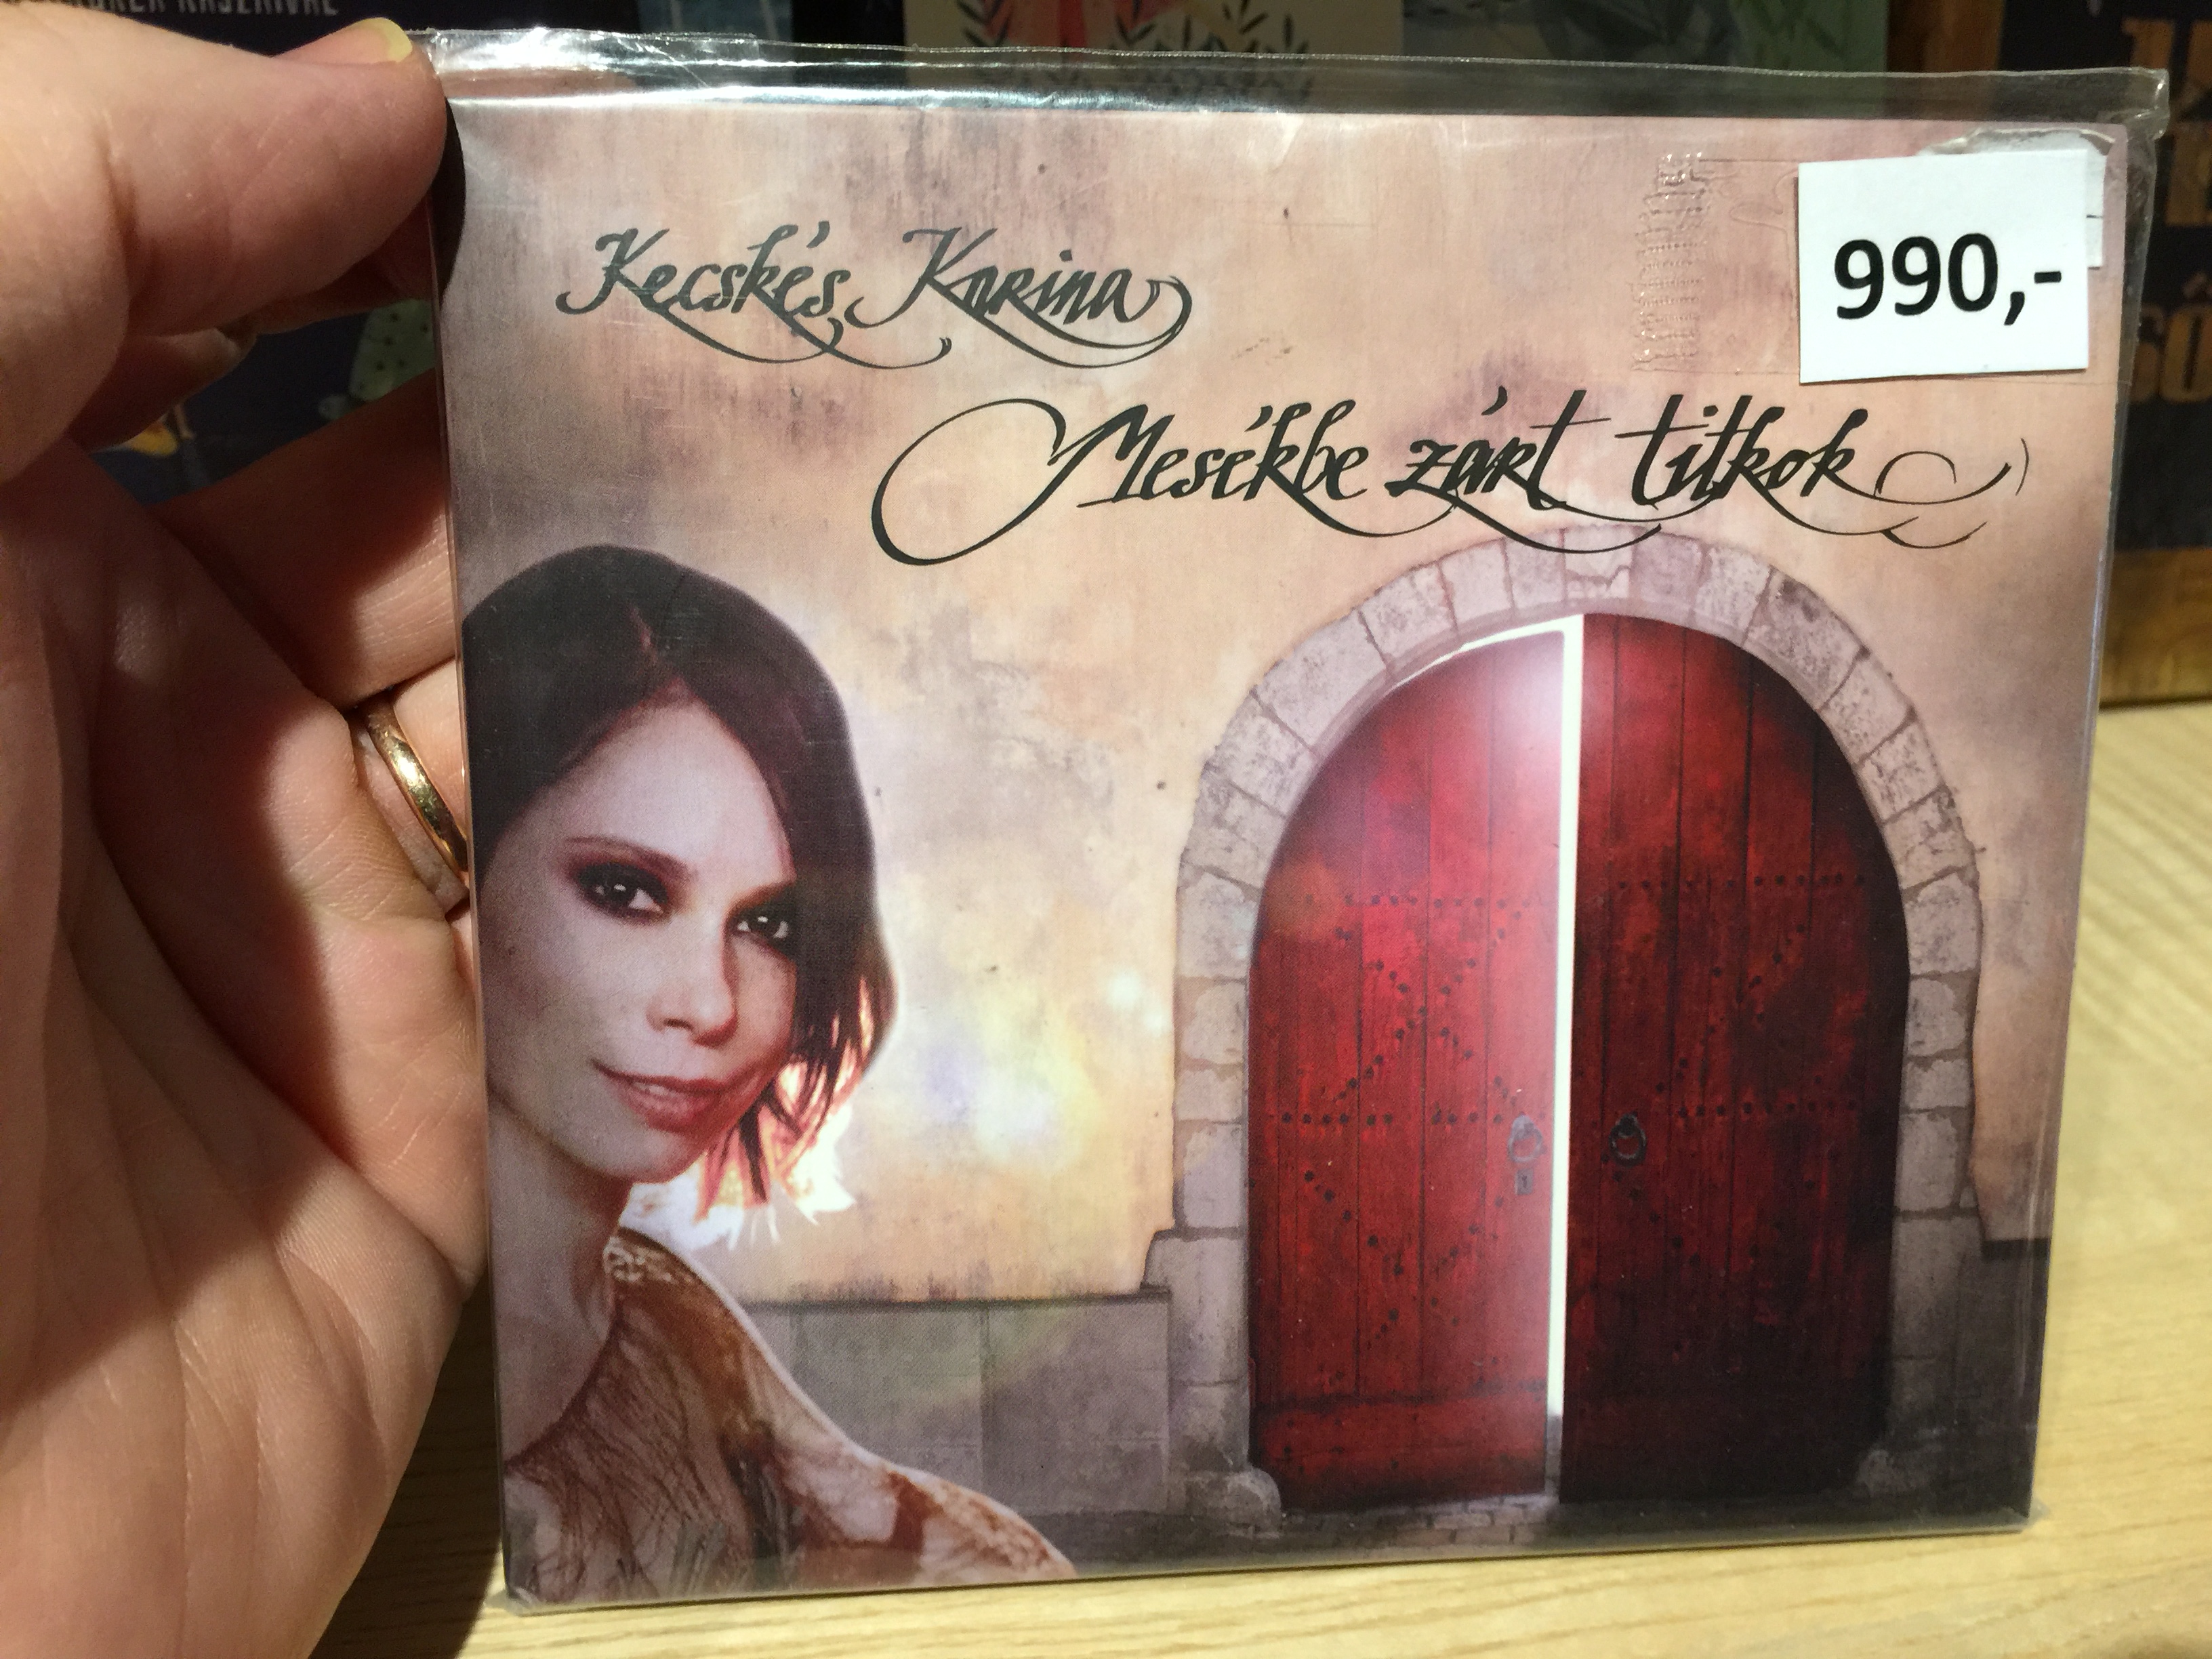 990,-
Kecskés Karina
Mesékbe zárt titkok